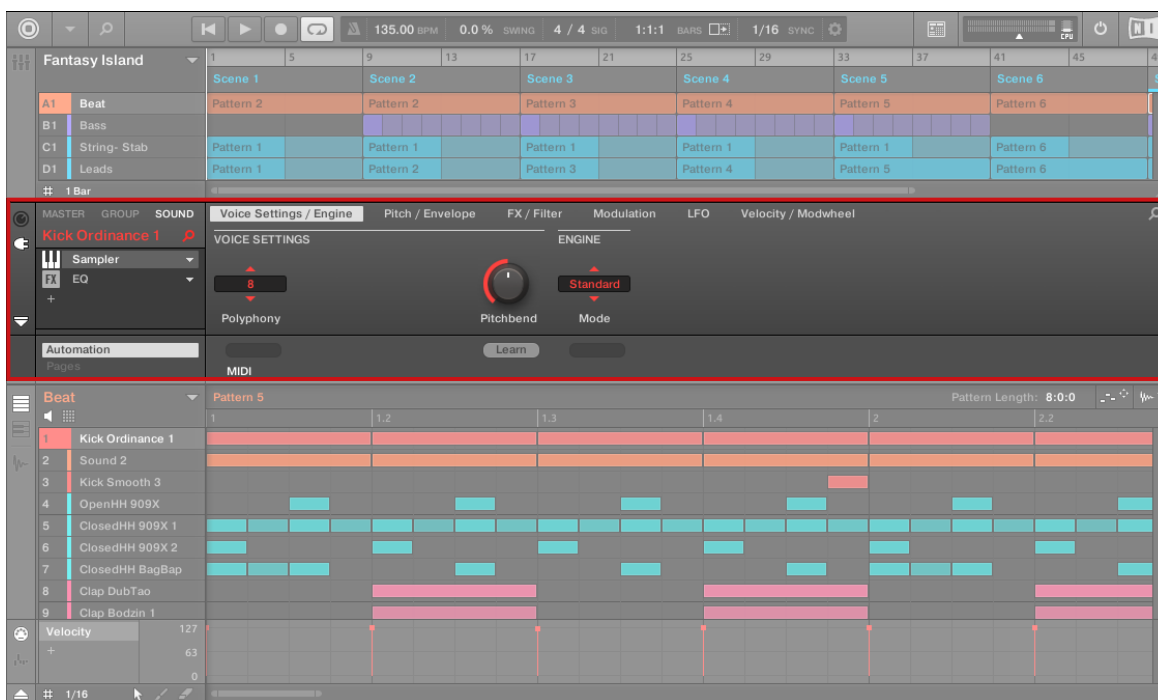 135.00 BPM 0.0 % SWING 4 / 4 SIG 1:1:1 BARS 1/16 SYNC CPU NI
Fantasy Island 1 5 9 13 17 21 25 29 33 37 41 45
Scene 1 Scene 2 Scene 3 Scene 4 Scene 5 Scene 6
A1 Beat Pattern 2 Pattern 2 Pattern 3 Pattern 4 Pattern 5 Pattern 6
B1 Bass
C1 String- Stab Pattern 1 Pattern 1 Pattern 1 Pattern 1 Pattern 1 Pattern 6
D1 Leads Pattern 1 Pattern 2 Pattern 3 Pattern 4 Pattern 5 Pattern 6
# 1 Bar
MASTER GROUP SOUND Voice Settings / Engine Pitch / Envelope FX / Filter Modulation LFO Velocity / Modwheel
Kick Ordinance 1 VOICE SETTINGS ENGINE
Sampler
FX EQ 8 Standard
+
Polyphony Pitchbend Mode
Automation Learn
Pages MIDI
Beat Pattern 5 Pattern Length: 8:0:0
1 1.2 1.3 1.4 2 2.2
1 Kick Ordinance 1
2 Sound 2
3 Kick Smooth 3
4 OpenHH 909X
5 ClosedHH 909X 1
6 ClosedHH 909X 2
7 ClosedHH BagBap
8 Clap DubTao
9 Clap Bodzin 1
Velocity 127
+ 63
0
# 1/16